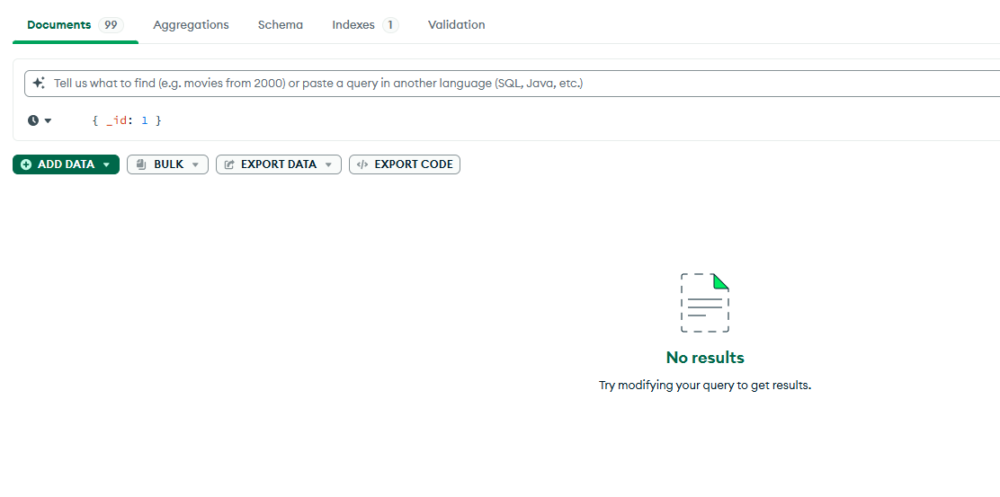 Documents 99 Aggregations Schema Indexes 1 Validation
Tell us what to find (e.g. movies from 2000) or paste a query in another language (SQL, Java, etc.)
{ _id: 1 }
ADD DATA BULK EXPORT DATA EXPORT CODE
No results
Try modifying your query to get results.